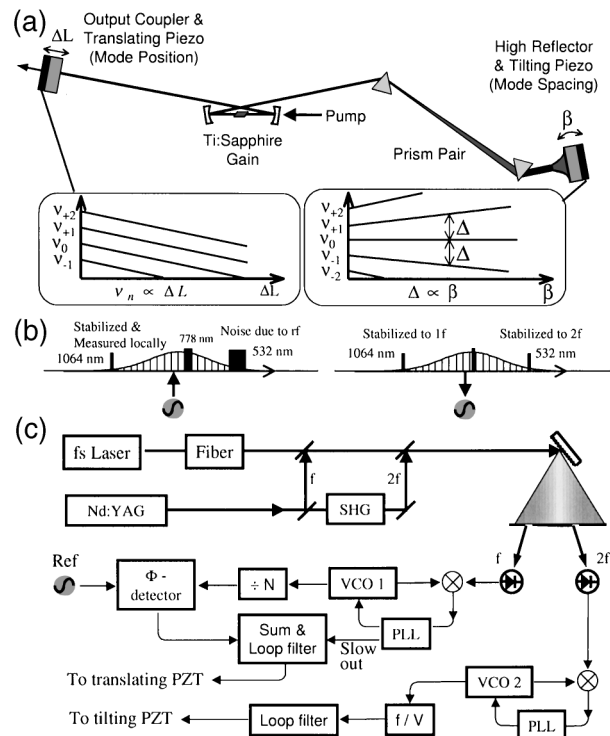 (a)
Output Coupler &
Translating Piezo
(Mode Position)
ΔL
High Reflector
& Tilting Piezo
(Mode Spacing)
β
Pump
Ti:Sapphire
Gain
Prism Pair
ν+2
ν+1
ν0
ν-1
νn ∝ ΔL
ΔL
ν+2
ν+1
ν0
ν-1
ν-2
Δ
Δ
Δ ∝ β
β
(b)
Stabilized &
Measured locally
1064 nm
778 nm
Noise due to rf
532 nm
Stabilized to 1f
1064 nm
Stabilized to 2f
532 nm
(c)
fs Laser
Fiber
f
2f
Nd:YAG
SHG
f
2f
Ref
Φ -
detector
÷ N
VCO 1
PLL
Sum &
Loop filter
Slow
out
To translating PZT
VCO 2
PLL
To tilting PZT
Loop filter
f / V